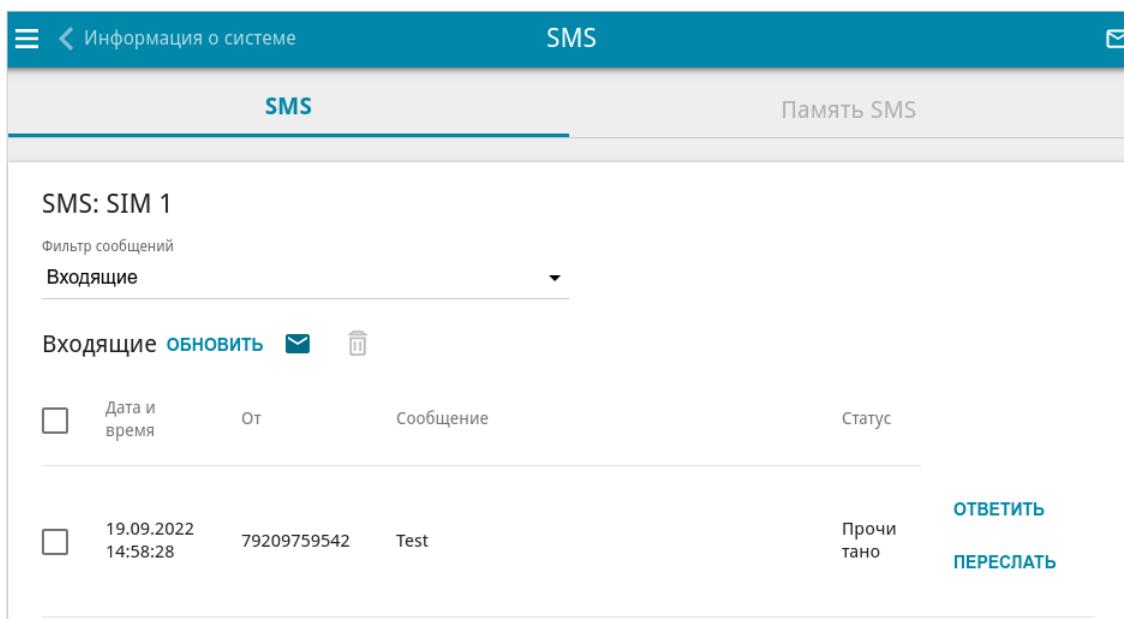 Информация о системе
SMS
SMS
Память SMS
SMS: SIM 1
Фильтр сообщений
Входящие
Входящие ОБНОВИТЬ
Дата и
время
От
Сообщение
Статус
19.09.2022
14:58:28
79209759542
Test
Прочи
тано
ОТВЕТИТЬ
ПЕРЕСЛАТЬ